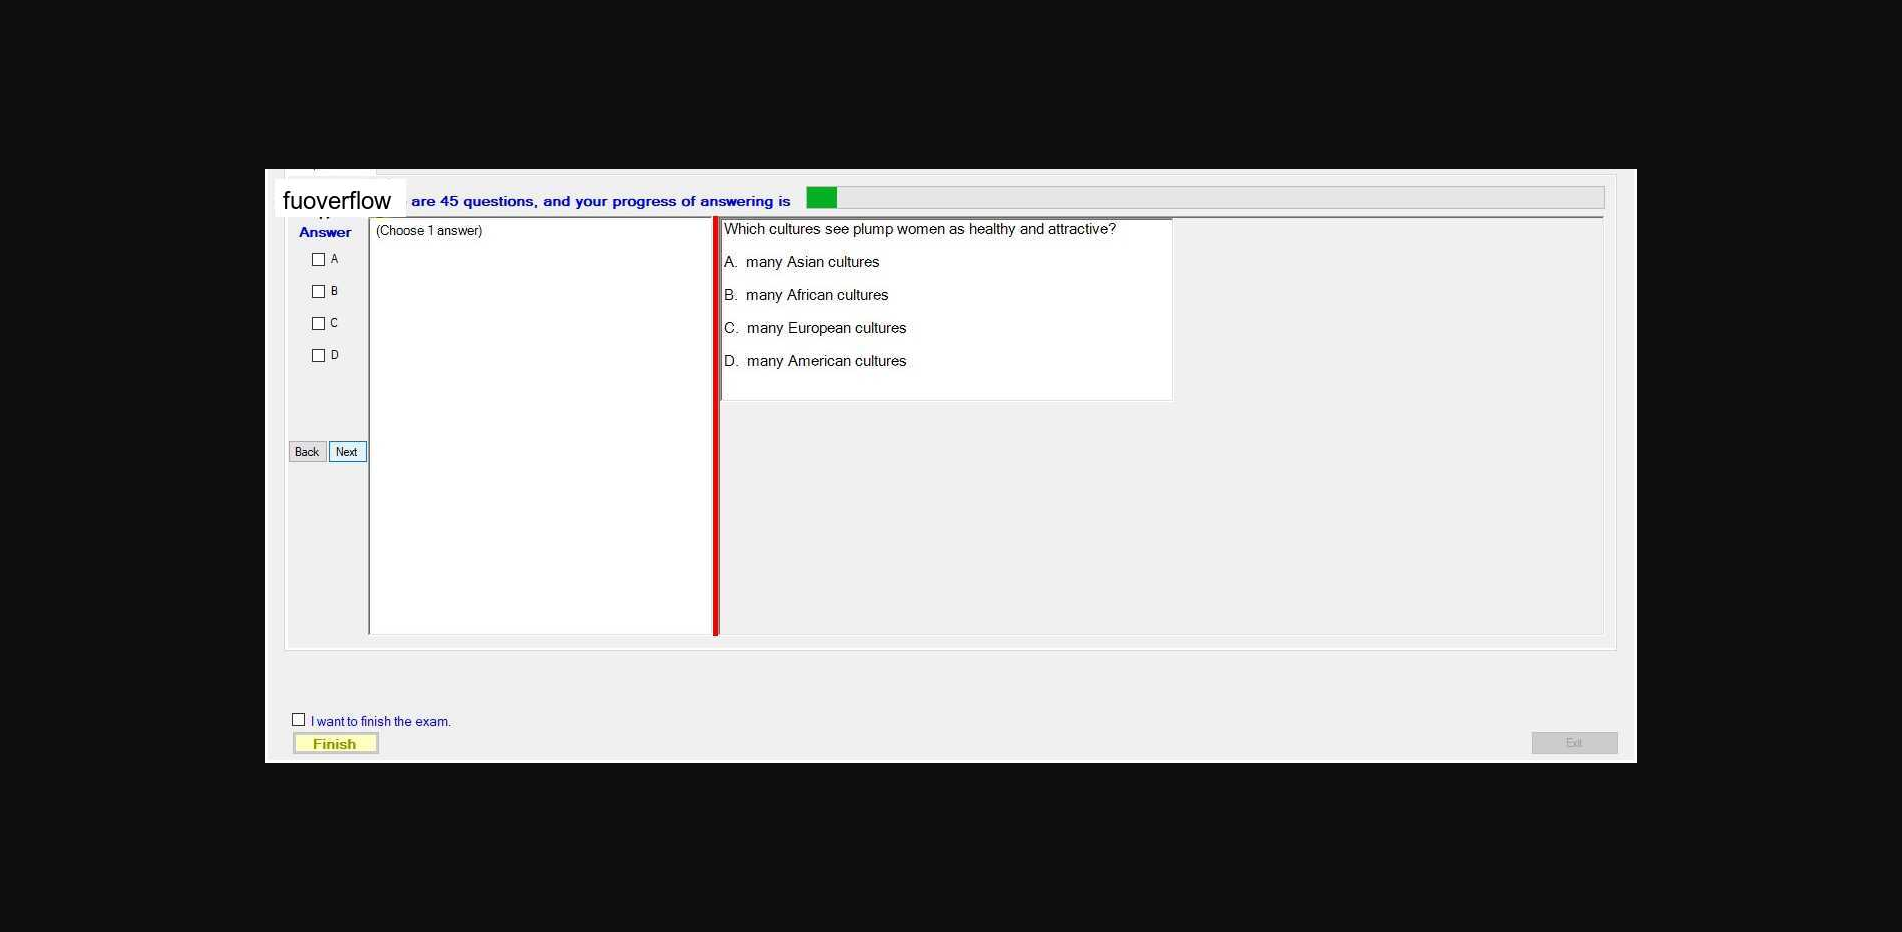 fuoverflow are 45 questions, and your progress of answering is
Answer
(Choose 1 answer)
A
B
C
D
Back Next
Which cultures see plump women as healthy and attractive?
A. many Asian cultures
B. many African cultures
C. many European cultures
D. many American cultures
I want to finish the exam.
Finish
Exit